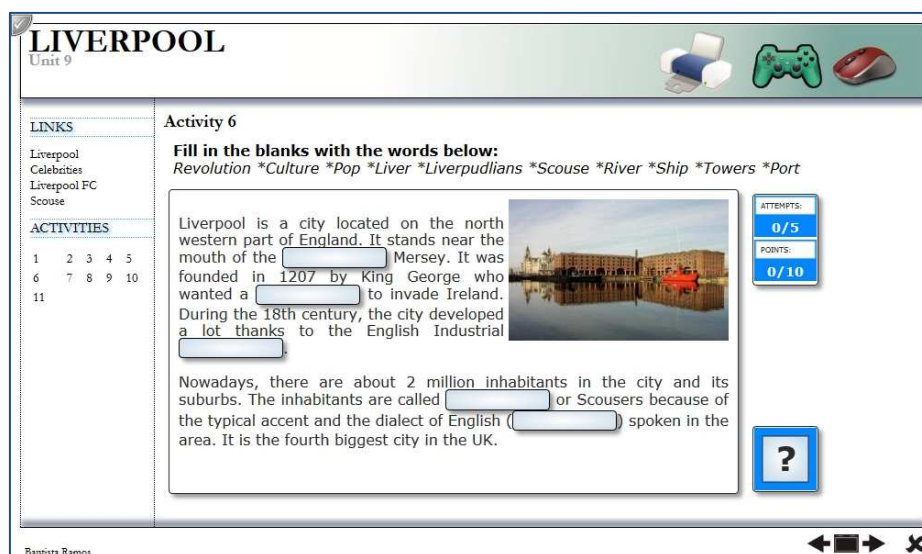 LIVERPOOL
Unit 9
LINKS
Liverpool
Celebrities
Liverpool FC
Scouse
ACTIVITIES
1 2 3 4 5
6 7 8 9 10
11
Activity 6
Fill in the blanks with the words below:
Revolution *Culture *Pop *Liver *Liverpudlians *Scouse *River *Ship *Towers *Port
Liverpool is a city located on the north
western part of England. It stands near the
mouth of the Mersey. It was
founded in 1207 by King George who
wanted a to invade Ireland.
During the 18th century, the city developed
a lot thanks to the English Industrial
.
Nowadays, there are about 2 million inhabitants in the city and its
suburbs. The inhabitants are called or Scousers because of
the typical accent and the dialect of English ( ) spoken in the
area. It is the fourth biggest city in the UK.
ATTEMPTS:
0/5
POINTS:
0/10
?
Bautista Ramos